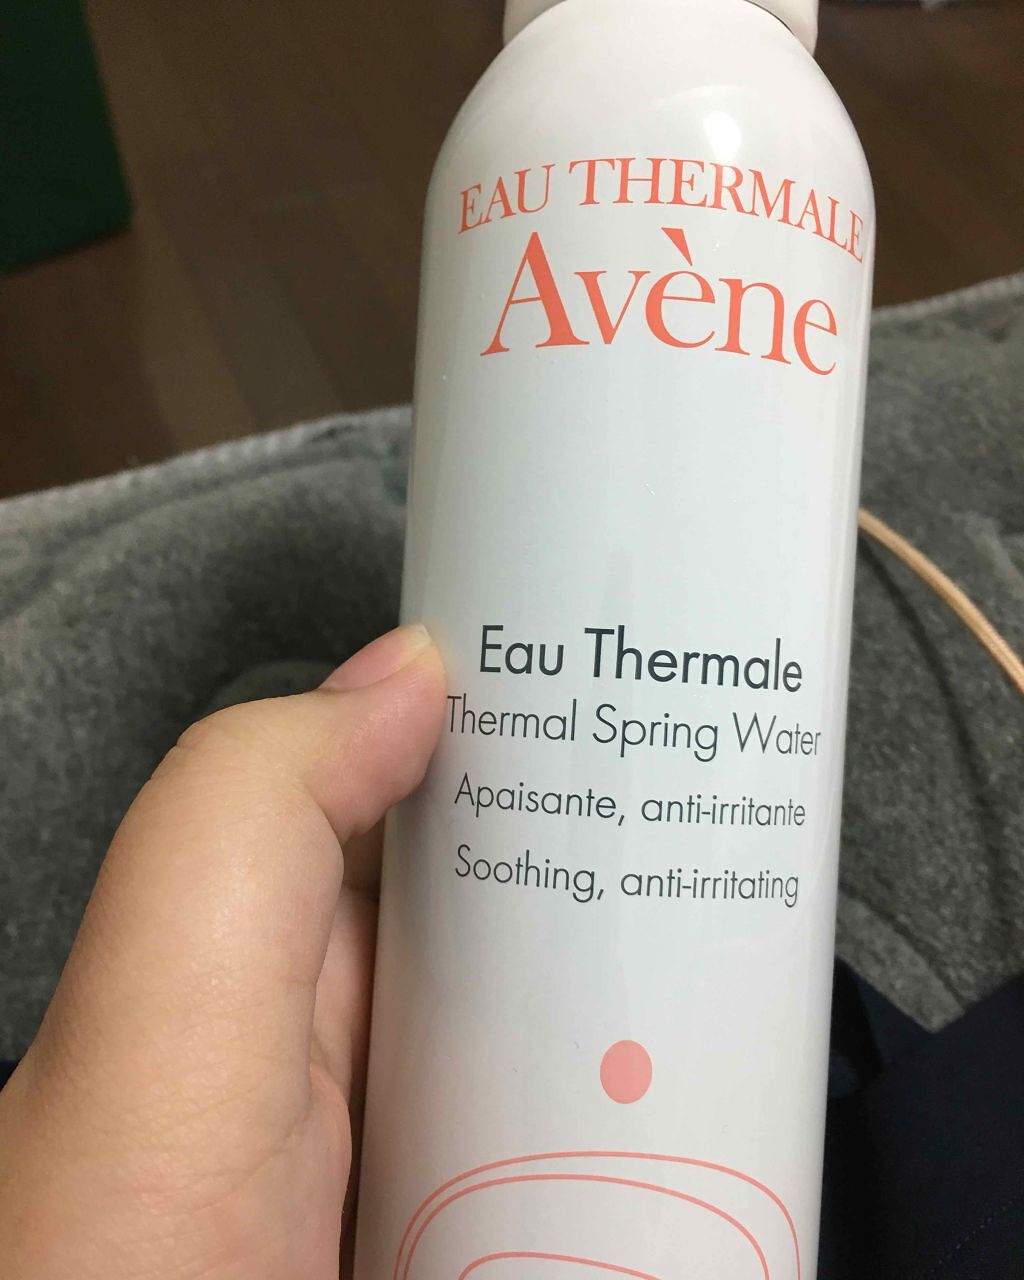 EAU THERMALE
Avène
Eau Thermale
Thermal Spring Water
Apaisante, anti-irritante
Soothing, anti-irritating